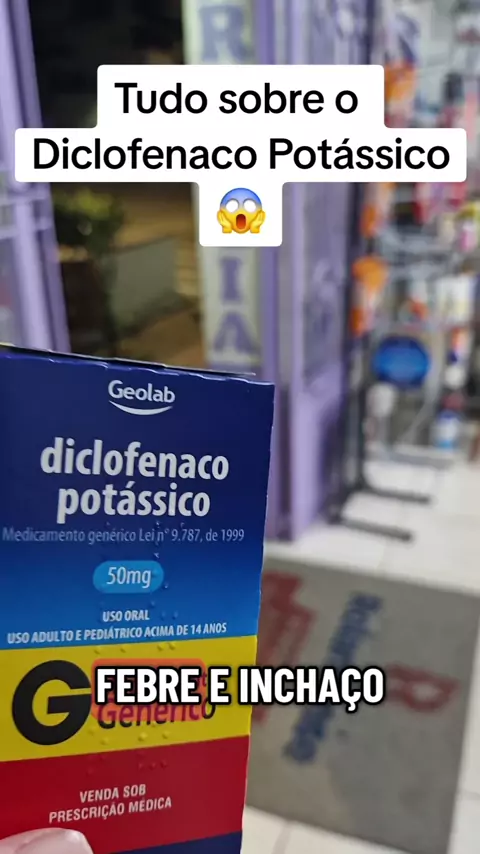 Tudo sobre o
Diclofenaco Potássico
😱
Geolab
diclofenaco
potássico
Medicamento genérico Lei nº 9.787, de 1999
50mg
USO ORAL
USO ADULTO E PEDIÁTRICO ACIMA DE 14 ANOS
FEBRE E INCHAÇO
G
Genérico
VENDA SOB
PRESCRIÇÃO MÉDICA